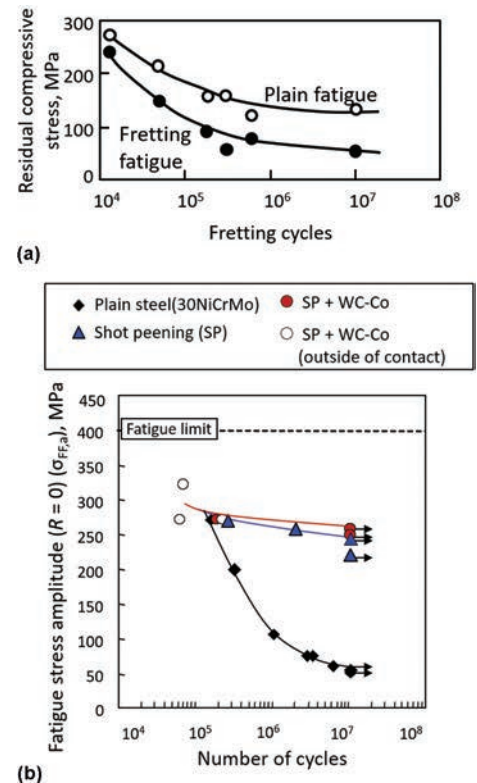 (a)
Residual compressive
stress, MPa
300
200
100
0
Plain fatigue
Fretting
fatigue
10⁴ 10⁵ 10⁶ 10⁷ 10⁸
Fretting cycles
Plain steel(30NiCrMo)
SP + WC-Co
Shot peening (SP)
SP + WC-Co
(outside of contact)
Fatigue stress amplitude (R = 0) (σFF,a), MPa
450
400
350
300
250
200
150
100
50
0
Fatigue limit
10⁴ 10⁵ 10⁶ 10⁷ 10⁸
Number of cycles
(b)